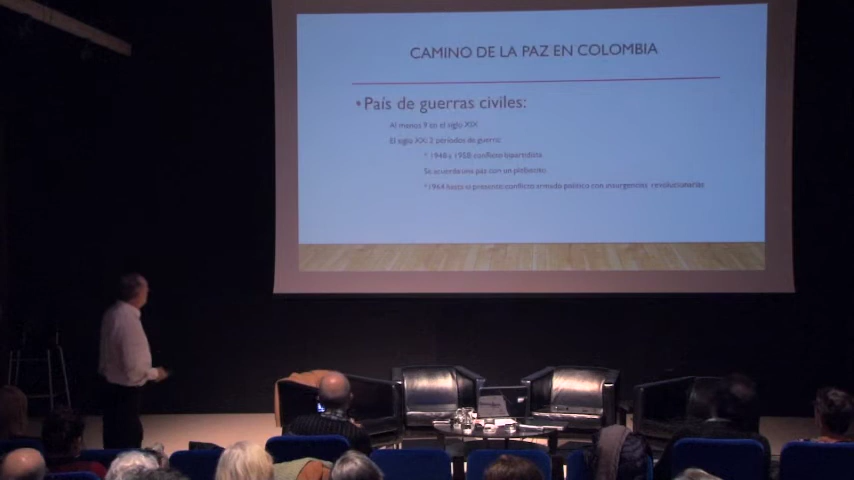 CAMINO DE LA PAZ EN COLOMBIA
• País de guerras civiles:
Al menos 9 en el siglo XIX
El siglo XX: 2 periodos de guerra:
* 1948 a 1958: conflicto bipartidista.
Se acuerda una paz con un plebiscito
*1964 hasta el presente: conflicto armado político con insurgencias revolucionarias